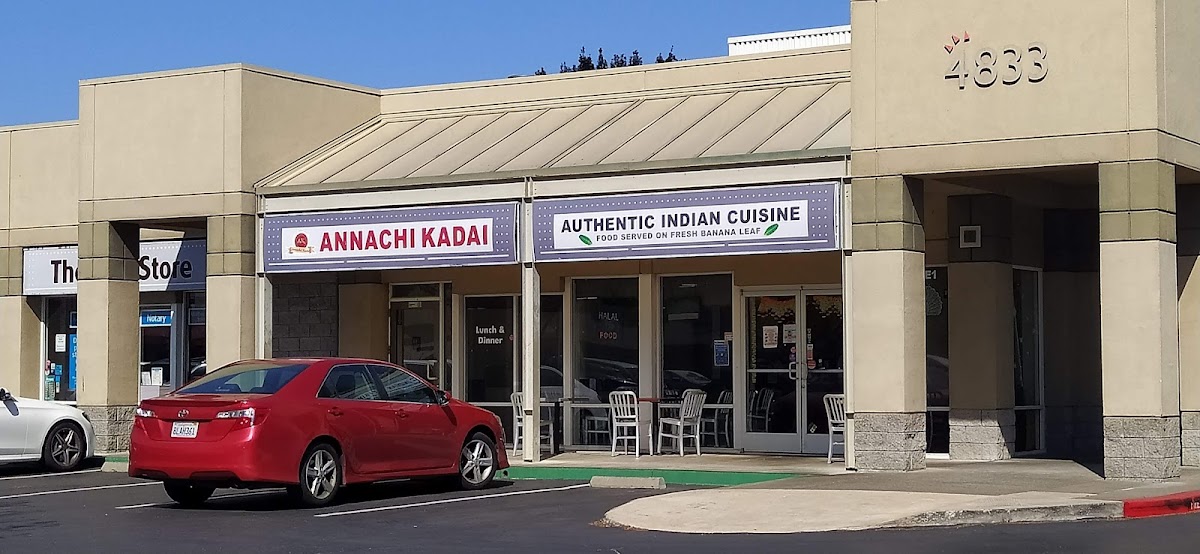 4833
ANNACHI KADAI
AUTHENTIC INDIAN CUISINE
FOOD SERVED ON FRESH BANANA LEAF
The
Store
Notary
Lunch &
Dinner
HALAL
FOOD
E1